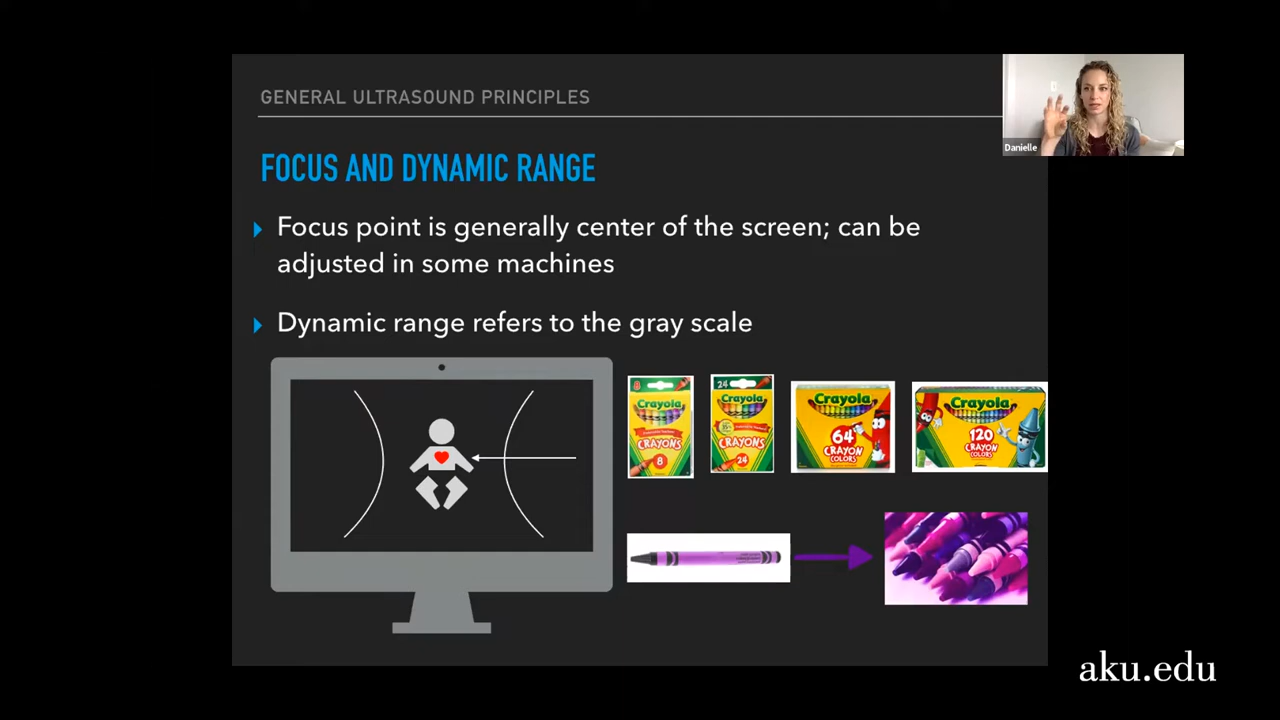 GENERAL ULTRASOUND PRINCIPLES
Danielle
FOCUS AND DYNAMIC RANGE
Focus point is generally center of the screen; can be
adjusted in some machines
Dynamic range refers to the gray scale
Crayola
CRAYONS
8
24
Crayola
CRAYONS
24
Crayola
64
CRAYON
COLORS
Crayola
120
CRAYON
COLORS
aku.edu